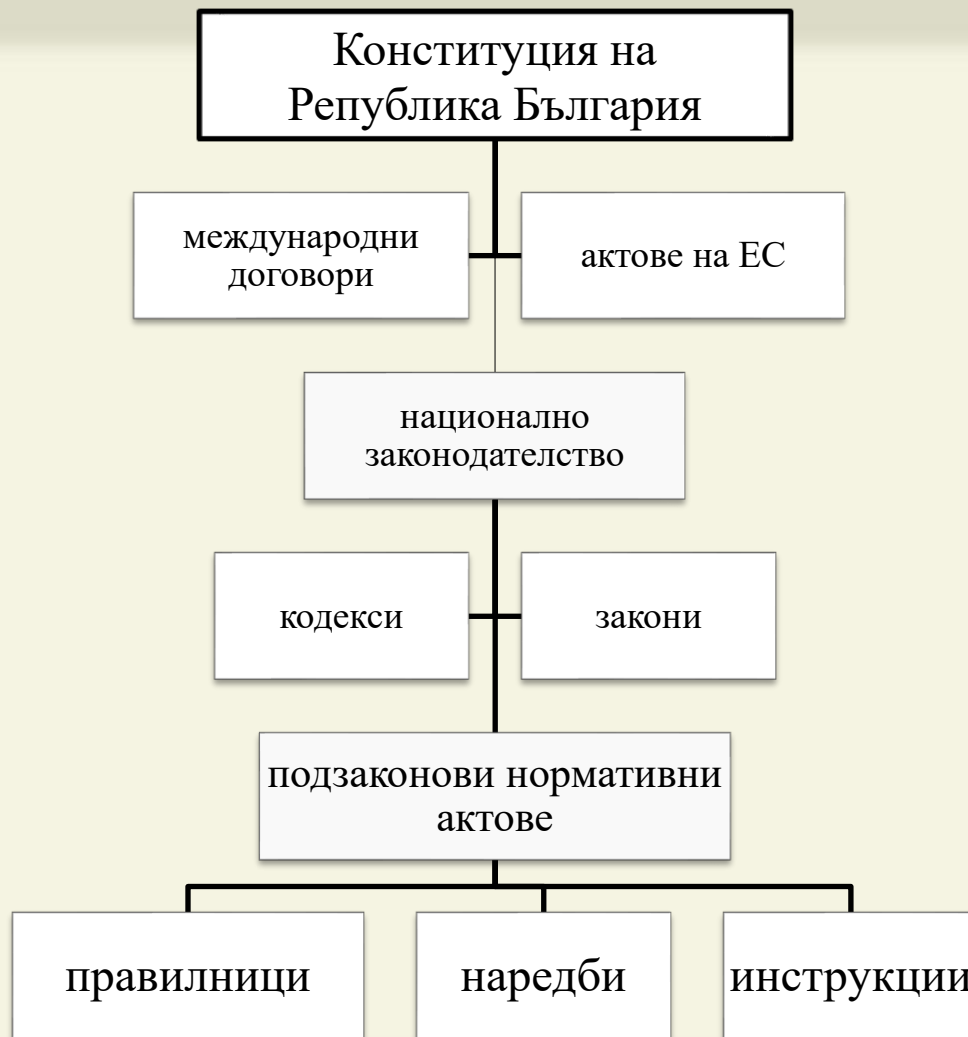 Конституция на
Република България
международни
договори
актове на ЕС
национално
законодателство
кодекси
закони
подзаконови нормативни
актове
правилници
наредби
инструкции